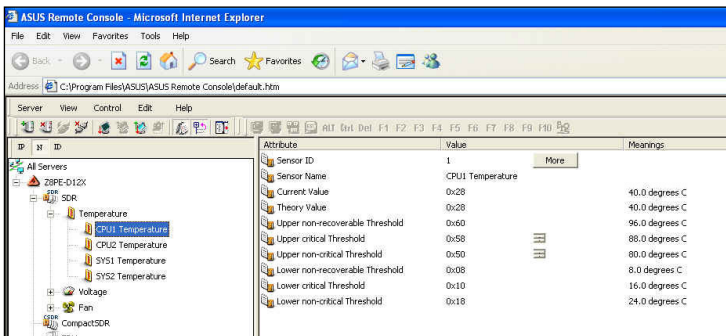 ASUS Remote Console - Microsoft Internet Explorer
File Edit View Favorites Tools Help
Back Search Favorites
Address C:\Program Files\ASUS\ASUS Remote Console\default.htm
Server View Control Edit Help
Alt Ctrl Del F1 F2 F3 F4 F5 F6 F7 F8 F9 F10
IP N ID
All Servers
Z8PE-D12X
SDR SDR
Temperature
CPU1 Temperature
CPU2 Temperature
SYS1 Temperature
SYS2 Temperature
Voltage
Fan
CSDR CompactSDR
Attribute Value Meanings
Sensor ID 1 More
Sensor Name CPU1 Temperature
Current Value 0x28 40.0 degrees C
Theory Value 0x28 40.0 degrees C
Upper non-recoverable Threshold 0x60 96.0 degrees C
Upper critical Threshold 0x58 88.0 degrees C
Upper non-critical Threshold 0x50 80.0 degrees C
Lower non-recoverable Threshold 0x08 8.0 degrees C
Lower critical Threshold 0x10 16.0 degrees C
Lower non-critical Threshold 0x18 24.0 degrees C